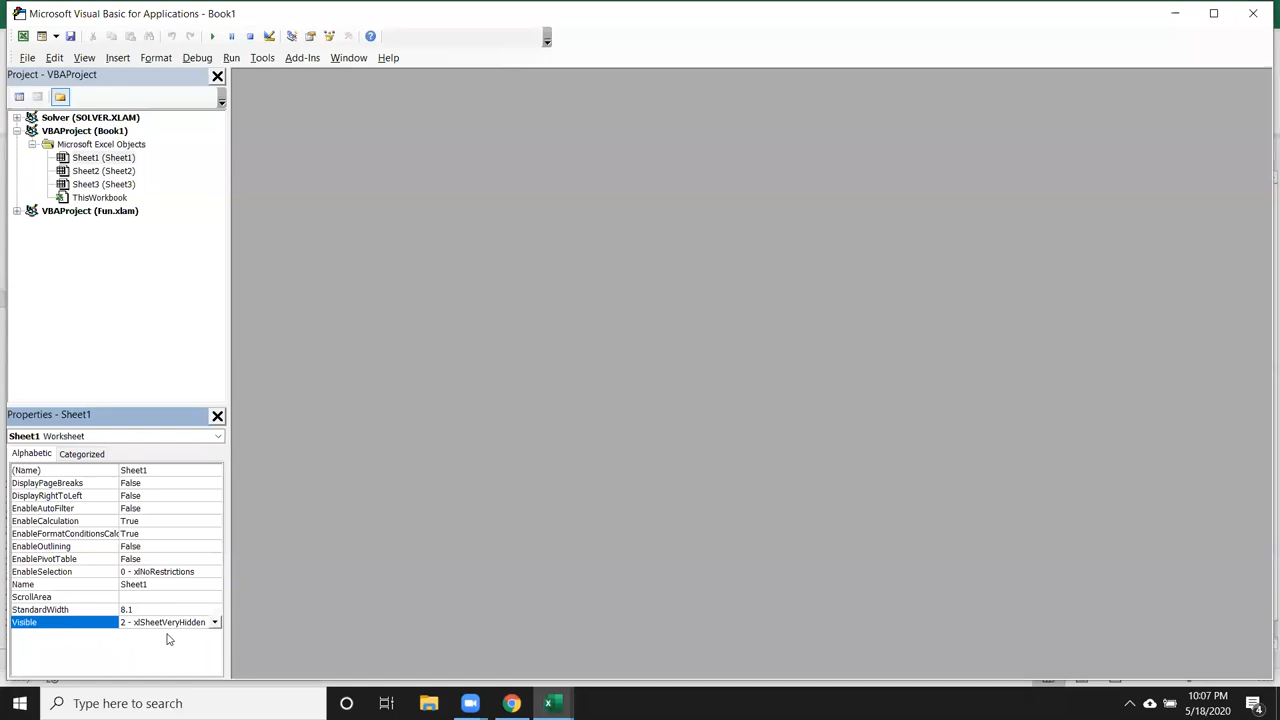 Microsoft Visual Basic for Applications - Book1
File Edit View Insert Format Debug Run Tools Add-Ins Window Help
Project - VBAProject
Solver (SOLVER.XLAM)
VBAProject (Book1)
Microsoft Excel Objects
Sheet1 (Sheet1)
Sheet2 (Sheet2)
Sheet3 (Sheet3)
ThisWorkbook
VBAProject (Fun.xlam)
Properties - Sheet1
Sheet1 Worksheet
Alphabetic Categorized
(Name) Sheet1
DisplayPageBreaks False
DisplayRightToLeft False
EnableAutoFilter False
EnableCalculation True
EnableFormatConditionsCalc True
EnableOutlining False
EnablePivotTable False
EnableSelection 0 - xlNoRestrictions
Name Sheet1
ScrollArea
StandardWidth 8.1
Visible 2 - xlSheetVeryHidden
Type here to search
10:07 PM
5/18/2020
4